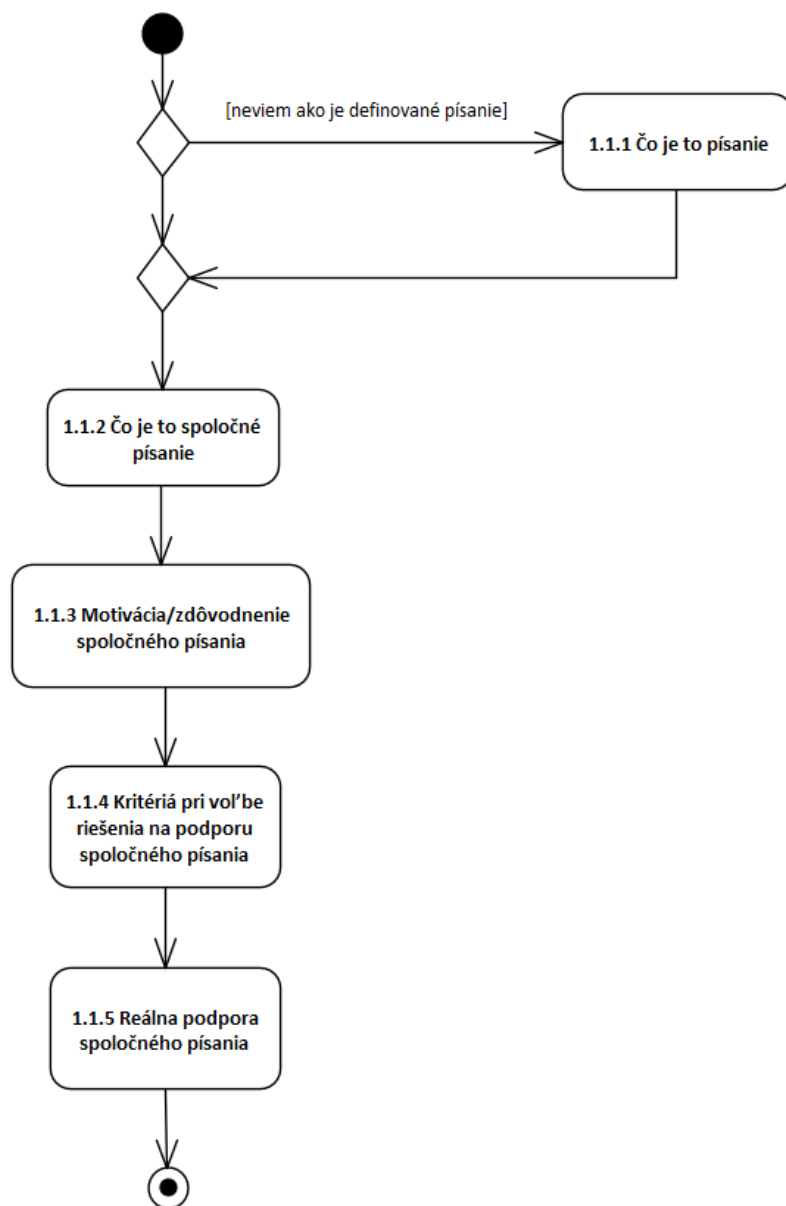 [neviem ako je definované písanie]
1.1.1 Čo je to písanie
1.1.2 Čo je to spoločné
písanie
1.1.3 Motivácia/zdôvodnenie
spoločného písania
1.1.4 Kritériá pri voľbe
riešenia na podporu
spoločného písania
1.1.5 Reálna podpora
spoločného písania